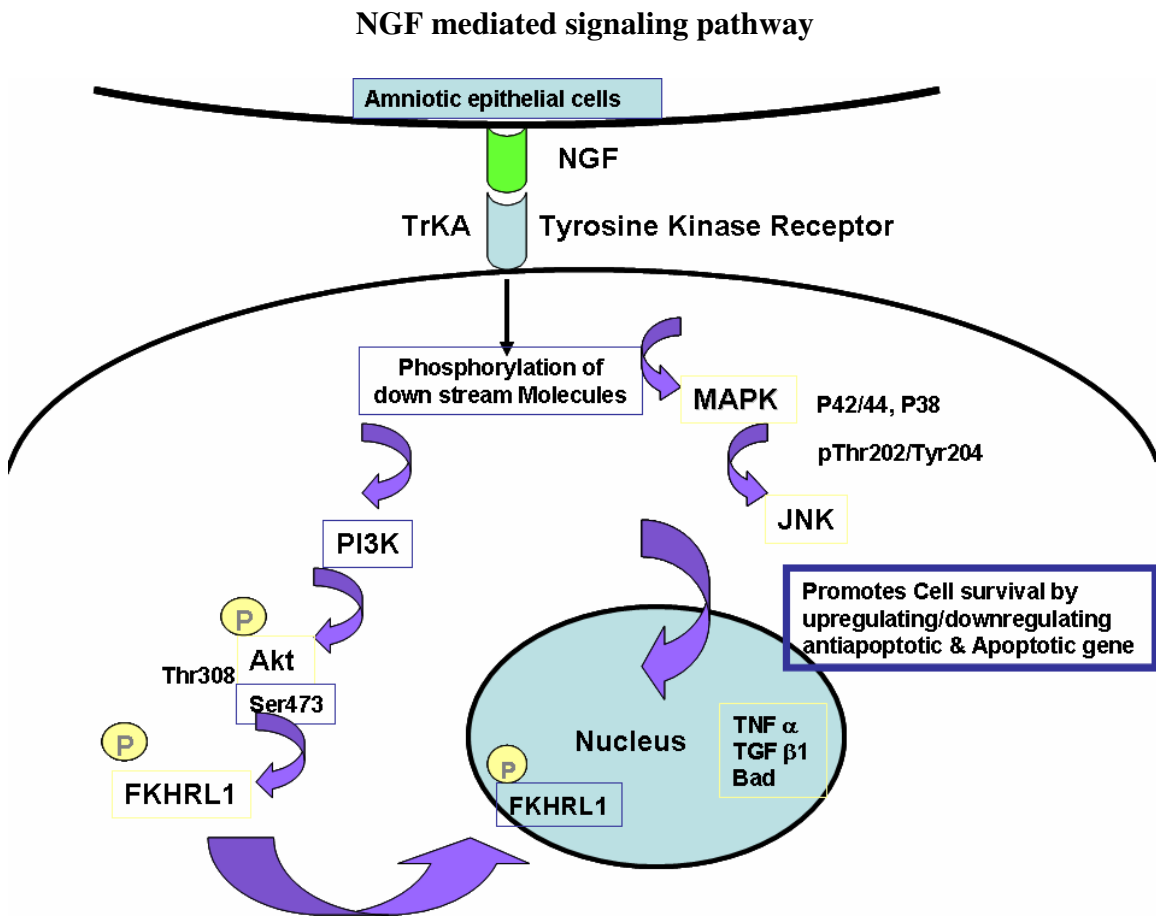 NGF mediated signaling pathway
Amniotic epithelial cells
NGF
TrKA
Tyrosine Kinase Receptor
Phosphorylation of
down stream Molecules
MAPK
P42/44, P38
pThr202/Tyr204
JNK
PI3K
Promotes Cell survival by
upregulating/downregulating
antiapoptotic & Apoptotic gene
P
Akt
Thr308
Ser473
P
FKHRL1
Nucleus
TNF α
TGF β1
Bad
P
FKHRL1